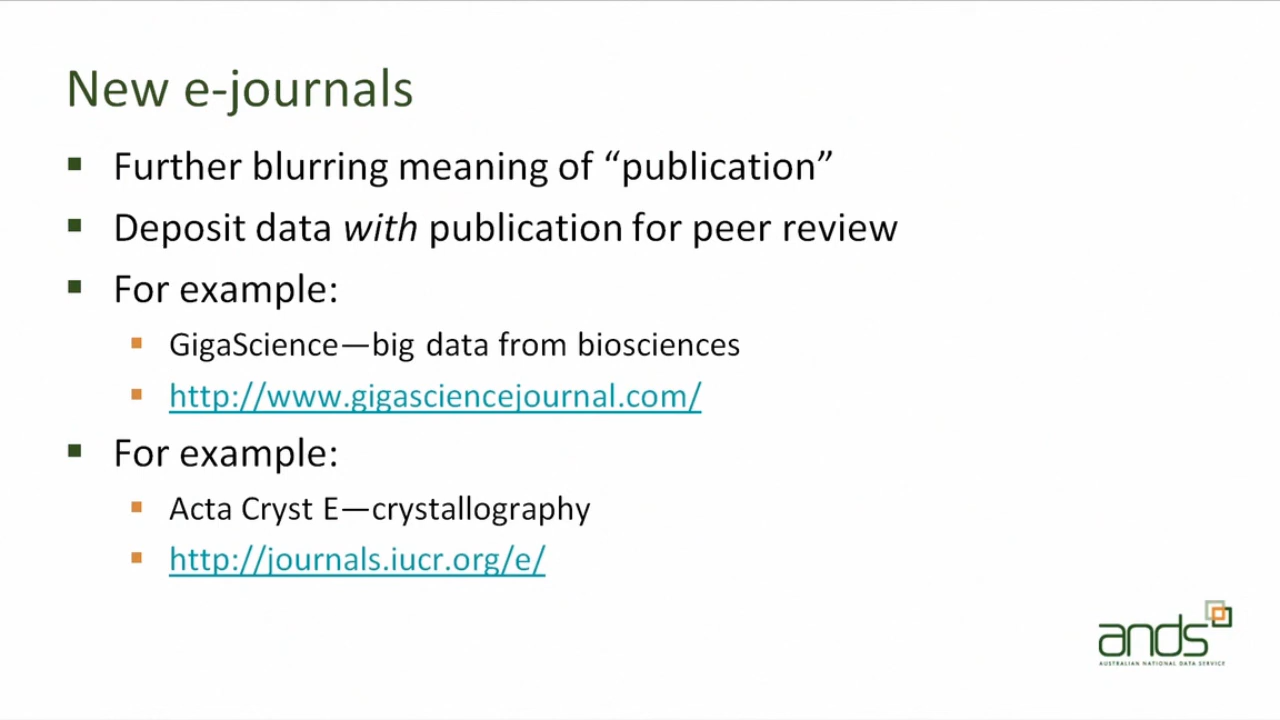 New e-journals
Further blurring meaning of “publication”
Deposit data with publication for peer review
For example:
GigaScience—big data from biosciences
http://www.gigasciencejournal.com/
For example:
Acta Cryst E—crystallography
http://journals.iucr.org/e/
ands
AUSTRALIAN NATIONAL DATA SERVICE